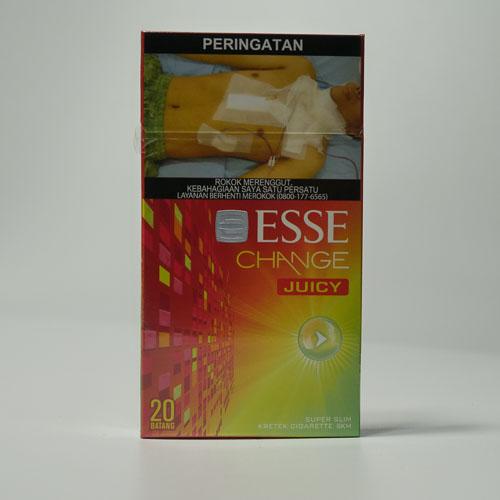 PERINGATAN
ROKOK MERENGGUT
KEBAHAGIAAN SAYA SATU PERSATU
LAYANAN BERHENTI MEROKOK (0800-177-6565)
ESSE
CHANGE
JUICY
20
BATANG
SUPER SLIM
KRETEK CIGARETTE SKM